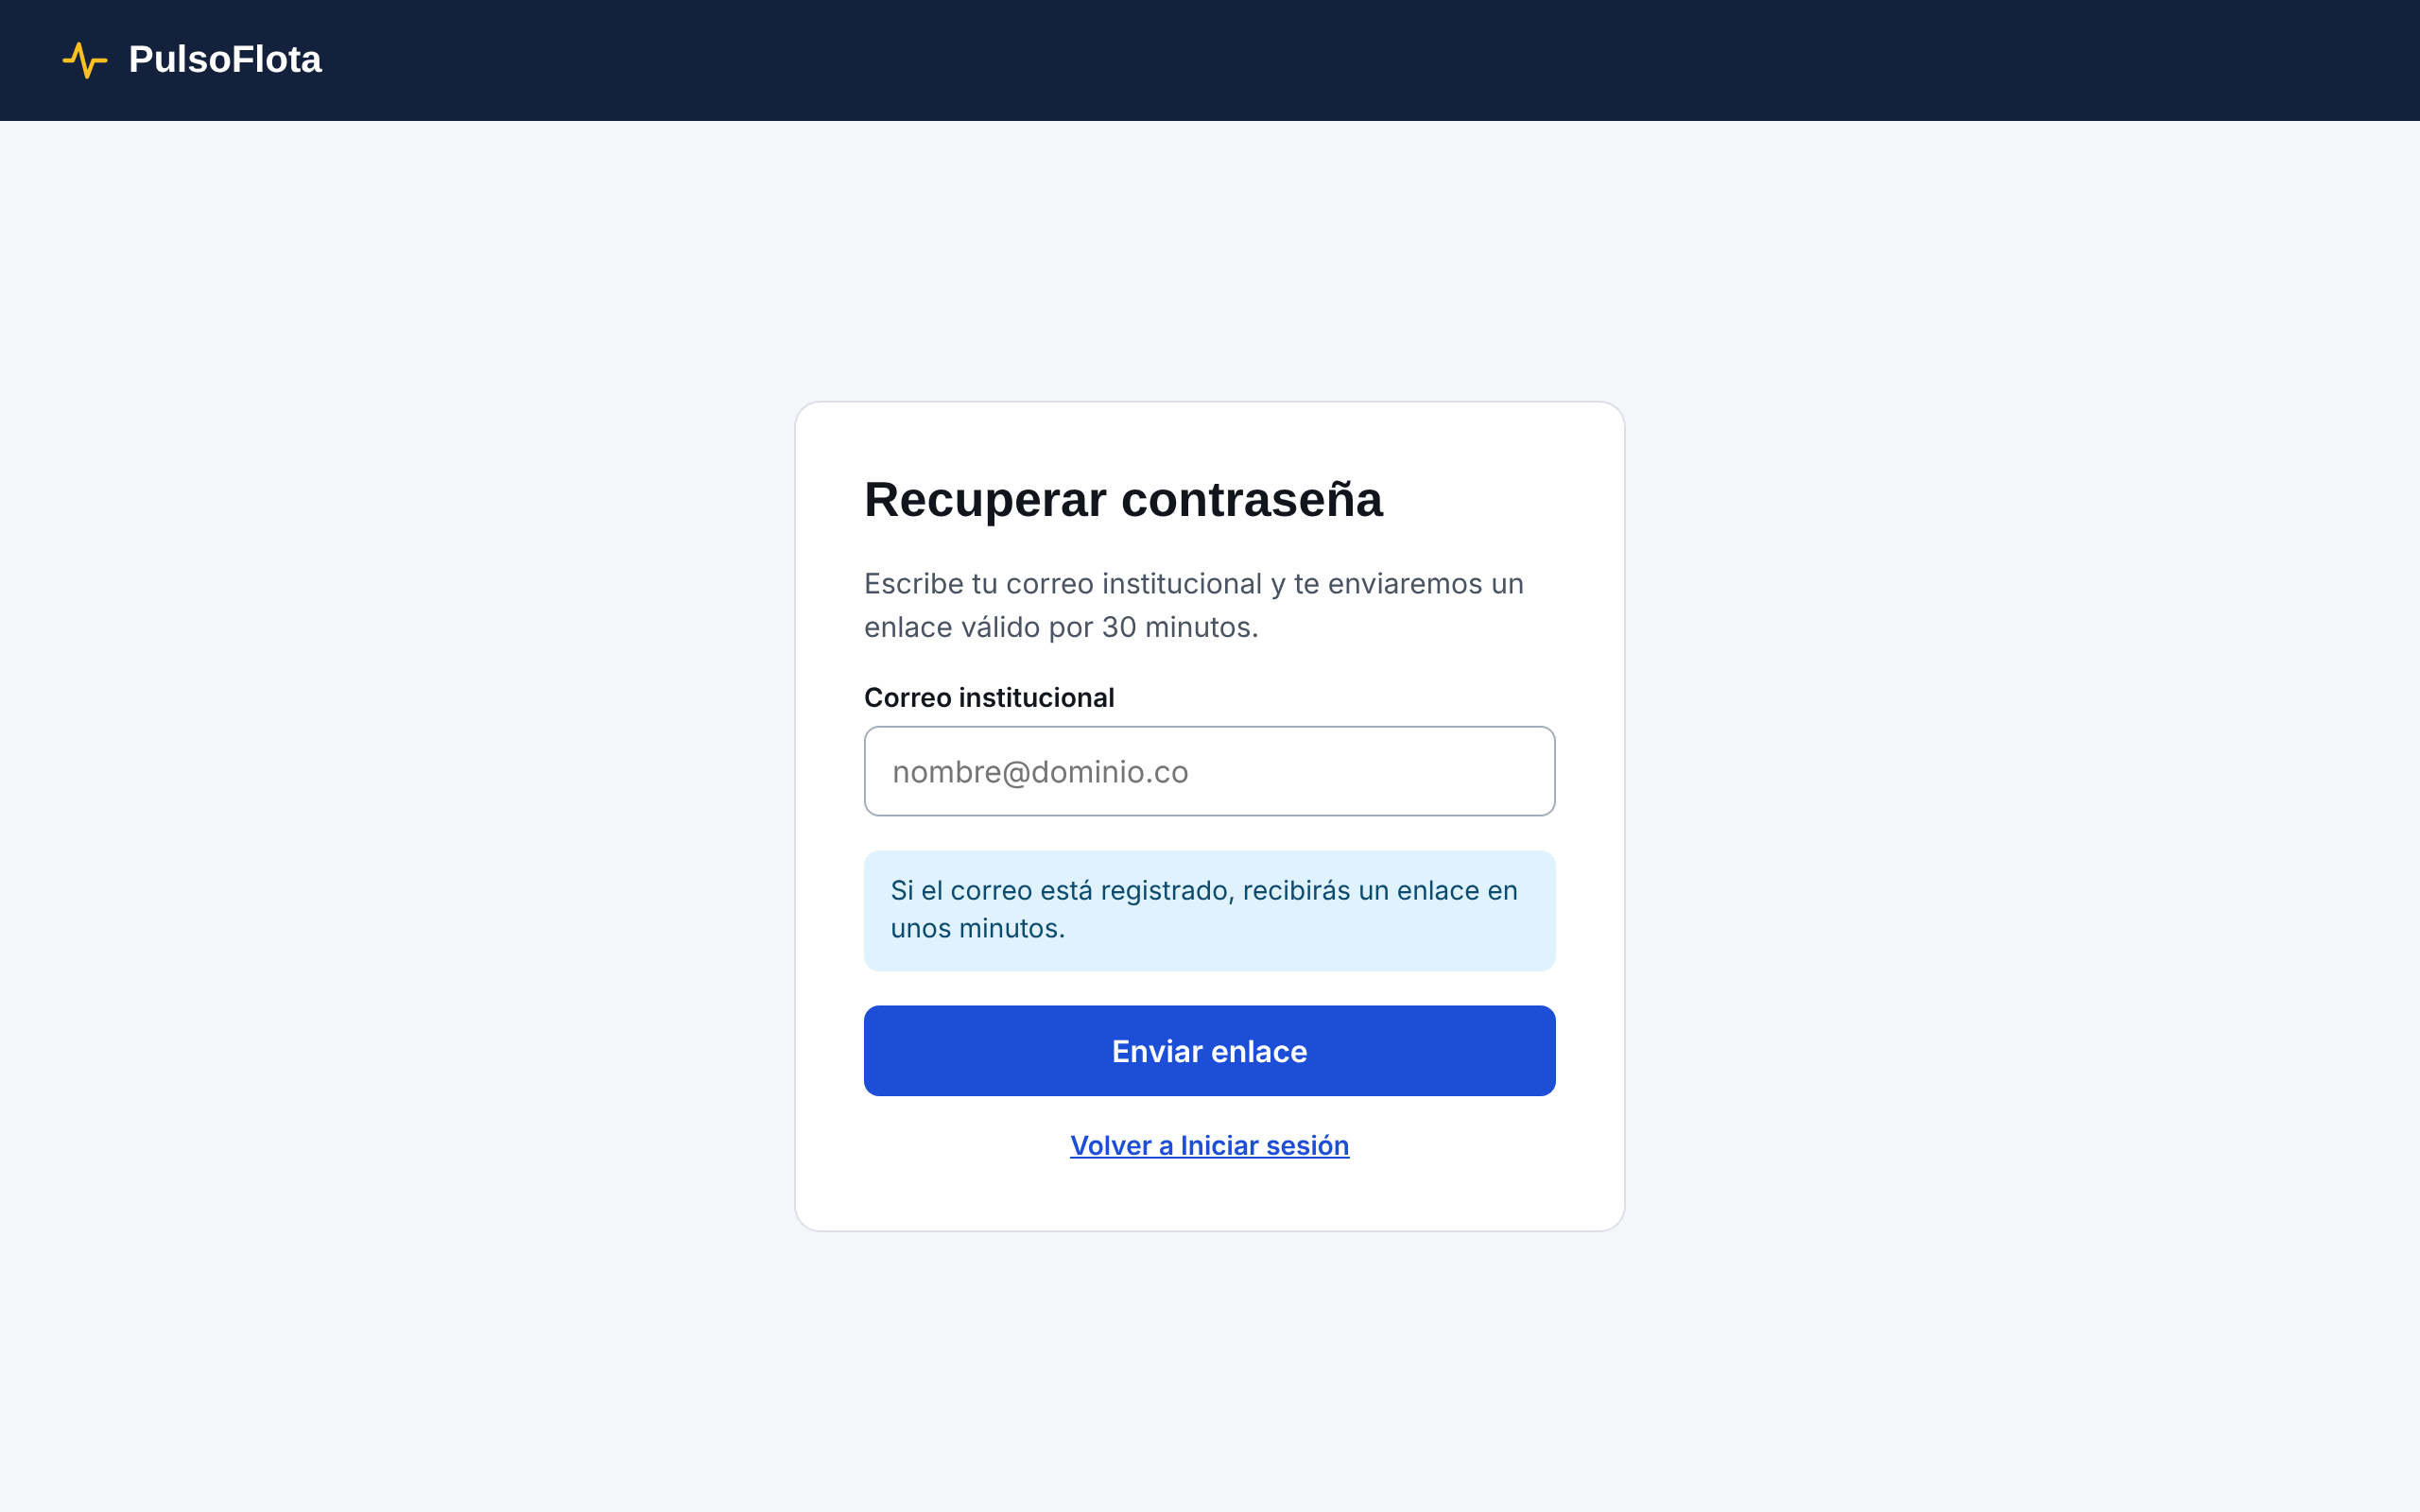 PulsoFlota
Recuperar contraseña
Escribe tu correo institucional y te enviaremos un
enlace válido por 30 minutos.
Correo institucional
nombre@dominio.co
Si el correo está registrado, recibirás un enlace en
unos minutos.
Enviar enlace
Volver a Iniciar sesión